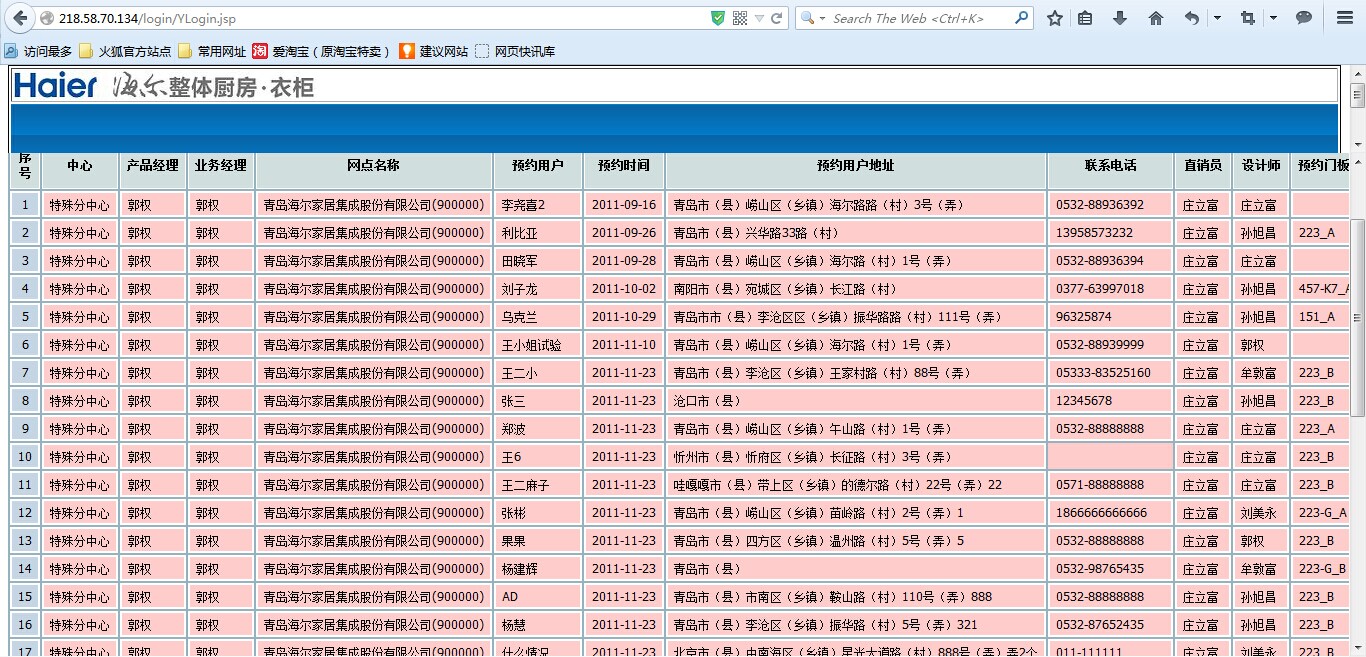 218.58.70.134/login/YLogin.jsp Search The Web <Ctrl+K>
访问最多 火狐官方站点 常用网址 淘 爱淘宝（原淘宝特卖） 建议网站 网页快讯库
Haier 海尔整体厨房·衣柜
序号 中心 产品经理 业务经理 网点名称 预约用户 预约时间 预约用户地址 联系电话 直销员 设计师 预约门板
1 特殊分中心 郭权 郭权 青岛海尔家居集成股份有限公司(900000) 李尧喜2 2011-09-16 青岛市（县）崂山区（乡镇）海尔路路（村）3号（弄） 0532-88936392 庄立富 庄立富
2 特殊分中心 郭权 郭权 青岛海尔家居集成股份有限公司(900000) 利比亚 2011-09-26 青岛市（县）兴华路33路（村） 13958573232 庄立富 孙旭昌 223_A
3 特殊分中心 郭权 郭权 青岛海尔家居集成股份有限公司(900000) 田晓军 2011-09-28 青岛市（县）崂山区（乡镇）海尔路（村）1号（弄） 0532-88936394 庄立富 庄立富
4 特殊分中心 郭权 郭权 青岛海尔家居集成股份有限公司(900000) 刘子龙 2011-10-02 南阳市（县）宛城区（乡镇）长江路（村） 0377-63997018 庄立富 孙旭昌 457-K7_A
5 特殊分中心 郭权 郭权 青岛海尔家居集成股份有限公司(900000) 乌克兰 2011-10-29 青岛市市（县）李沧区区（乡镇）振华路路（村）111号（弄） 96325874 庄立富 孙旭昌 151_A
6 特殊分中心 郭权 郭权 青岛海尔家居集成股份有限公司(900000) 王小姐试验 2011-11-10 青岛市（县）崂山区（乡镇）海尔路（村）1号（弄） 0532-88939999 庄立富 郭权
7 特殊分中心 郭权 郭权 青岛海尔家居集成股份有限公司(900000) 王二小 2011-11-23 青岛市（县）李沧区（乡镇）王家村路（村）88号（弄） 05333-83525160 庄立富 牟敦富 223_B
8 特殊分中心 郭权 郭权 青岛海尔家居集成股份有限公司(900000) 张三 2011-11-23 沧口市（县） 12345678 庄立富 孙旭昌 223_B
9 特殊分中心 郭权 郭权 青岛海尔家居集成股份有限公司(900000) 郑波 2011-11-23 青岛市（县）崂山区（乡镇）午山路（村）1号（弄） 0532-88888888 庄立富 庄立富 223_A
10 特殊分中心 郭权 郭权 青岛海尔家居集成股份有限公司(900000) 王6 2011-11-23 忻州市（县）忻府区（乡镇）长征路（村）3号（弄） 庄立富 庄立富 223_B
11 特殊分中心 郭权 郭权 青岛海尔家居集成股份有限公司(900000) 王二麻子 2011-11-23 哇嘎嘎市（县）带上区（乡镇）的德尔路（村）22号（弄）22 0571-88888888 庄立富 庄立富 223_B
12 特殊分中心 郭权 郭权 青岛海尔家居集成股份有限公司(900000) 张彬 2011-11-23 青岛市（县）崂山区（乡镇）苗岭路（村）2号（弄）1 1866666666666 庄立富 刘美永 223-G_A
13 特殊分中心 郭权 郭权 青岛海尔家居集成股份有限公司(900000) 果果 2011-11-23 青岛市（县）四方区（乡镇）温州路（村）5号（弄）5 0532-88888888 庄立富 郭权 223_B
14 特殊分中心 郭权 郭权 青岛海尔家居集成股份有限公司(900000) 杨建辉 2011-11-23 青岛市（县） 0532-98765435 庄立富 牟敦富 223-G_B
15 特殊分中心 郭权 郭权 青岛海尔家居集成股份有限公司(900000) AD 2011-11-23 青岛市（县）市南区（乡镇）鞍山路（村）110号（弄）888 0532-88888888 庄立富 孙旭昌 223_B
16 特殊分中心 郭权 郭权 青岛海尔家居集成股份有限公司(900000) 杨慧 2011-11-23 青岛市（县）李沧区（乡镇）振华路（村）5号（弄）321 0532-87652435 庄立富 孙旭昌 223_B
17 特殊分中心 郭权 郭权 青岛海尔家居集成股份有限公司(900000) 什么情况 2011-11-23 北京市（县）中南海区（乡镇）星光大道路（村）888号（弄）弄2个 011-111111 庄立富 刘美永 223_B